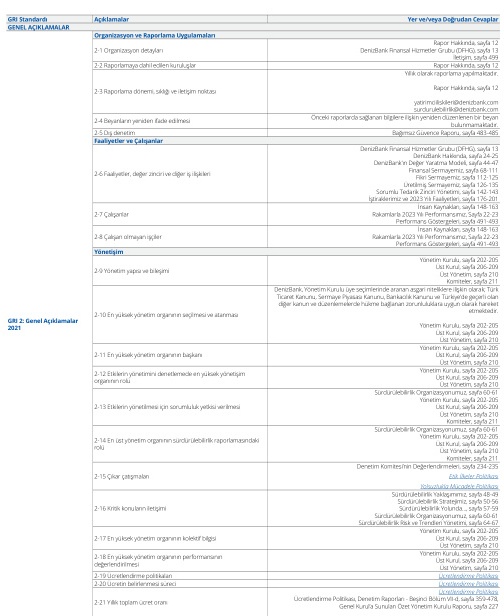 GRI Standardı Açıklamalar Yer ve/veya Doğrudan Cevaplar
GENEL AÇIKLAMALAR
Organizasyon ve Raporlama Uygulamaları
2-1 Organizasyon detayları
Rapor Hakkında, sayfa 12
DenizBank Finansal Hizmetler Grubu (DFHG), sayfa 13
İletişim, sayfa 499
2-2 Raporlamaya dahil edilen kuruluşlar
Rapor Hakkında, sayfa 12
2-3 Raporlama dönemi, sıklığı ve iletişim noktası
Yıllık olarak raporlama yapılmaktadır.
Rapor Hakkında, sayfa 12
yatirimciiliskileri@denizbank.com
surdurulebilirlik@denizbank.com
2-4 Beyanların yeniden ifade edilmesi
Önceki raporlarda sağlanan bilgilere ilişkin yeniden düzenlenen bir beyan
bulunmamaktadır.
2-5 Dış denetim
Bağımsız Güvence Raporu, sayfa 483-485
Faaliyetler ve Çalışanlar
2-6 Faaliyetler, değer zinciri ve diğer iş ilişkileri
DenizBank Finansal Hizmetler Grubu (DFHG), sayfa 13
DenizBank Hakkında, sayfa 24-25
DenizBank'ın Değer Yaratma Modeli, sayfa 44-47
Finansal Sermayemiz, sayfa 68-111
Fikri Sermayemiz, sayfa 112-125
Üretilmiş Sermayemiz, sayfa 126-135
Sorumlu Tedarik Zinciri Yönetimi, sayfa 142-143
İştiraklerimiz ve 2023 Yılı Faaliyetleri, sayfa 176-201
2-7 Çalışanlar
İnsan Kaynakları, sayfa 148-163
Rakamlarla 2023 Yılı Performansımız, Sayfa 22-23
Performans Göstergeleri, sayfa 491-493
2-8 Çalışan olmayan işçiler
İnsan Kaynakları, sayfa 148-163
Rakamlarla 2023 Yılı Performansımız, Sayfa 22-23
Performans Göstergeleri, sayfa 491-493
Yönetişim
2-9 Yönetim yapısı ve bileşimi
Yönetim Kurulu, sayfa 202-205
Üst Kurul, sayfa 206-209
Üst Yönetim, sayfa 210
Komiteler, sayfa 211
GRI 2: Genel Açıklamalar
2021
2-10 En yüksek yönetim organının seçilmesi ve atanması
DenizBank, Yönetim Kurulu üye seçimlerinde aranan asgari niteliklere ilişkin olarak; Türk
Ticaret Kanunu, Sermaye Piyasası Kanunu, Bankacılık Kanunu ve Türkiye'de geçerli olan
diğer kanun ve düzenlemelerde hükme bağlanan zorunluluklara uygun olarak hareket
etmektedir.
Yönetim Kurulu, sayfa 202-205
Üst Kurul, sayfa 206-209
Üst Yönetim, sayfa 210
2-11 En yüksek yönetim organının başkanı
Yönetim Kurulu, sayfa 202-205
Üst Kurul, sayfa 206-209
Üst Yönetim, sayfa 210
2-12 Etkilerin yönetimini denetlemede en yüksek yönetişim
organının rolü
Yönetim Kurulu, sayfa 202-205
Üst Kurul, sayfa 206-209
Üst Yönetim, sayfa 210
2-13 Etkilerin yönetilmesi için sorumluluk yetkisi verilmesi
Sürdürülebilirlik Organizasyonumuz, sayfa 60-61
Yönetim Kurulu, sayfa 202-205
Üst Kurul, sayfa 206-209
Üst Yönetim, sayfa 210
Komiteler, sayfa 211
2-14 En üst yönetim organının sürdürülebilirlik raporlamasındaki
rolü
Sürdürülebilirlik Organizasyonumuz, sayfa 60-61
Yönetim Kurulu, sayfa 202-205
Üst Kurul, sayfa 206-209
Üst Yönetim, sayfa 210
Komiteler, sayfa 211
2-15 Çıkar çatışmaları
Denetim Komitesi'nin Değerlendirmeleri, sayfa 234-235
Etik İlkeler Politikası
Yolsuzlukla Mücadele Politikası
2-16 Kritik konuların iletişimi
Sürdürülebilirlik Yaklaşımımız, sayfa 48-49
Sürdürülebilirlik Stratejimiz, sayfa 50-56
Sürdürülebilirlik Yolunda..., sayfa 57-59
Sürdürülebilirlik Organizasyonumuz, sayfa 60-61
Sürdürülebilirlik Risk ve Trendleri Yönetimi, sayfa 64-67
2-17 En yüksek yönetim organının kolektif bilgisi
Yönetim Kurulu, sayfa 202-205
Üst Kurul, sayfa 206-209
Üst Yönetim, sayfa 210
2-18 En yüksek yönetim organının performansının
değerlendirilmesi
Yönetim Kurulu, sayfa 202-205
Üst Kurul, sayfa 206-209
Üst Yönetim, sayfa 210
2-19 Ücretlendirme politikaları
Ücretlendirme Politikası
2-20 Ücretin belirlenmesi süreci
Ücretlendirme Politikası
2-21 Yıllık toplam ücret oranı
Ücretlendirme Politikası
Ücretlendirme Politikası, Denetim Raporları - Beşinci Bölüm VII-d, sayfa 359-478,
Genel Kurul'a Sunulan Özet Yönetim Kurulu Raporu, sayfa 227